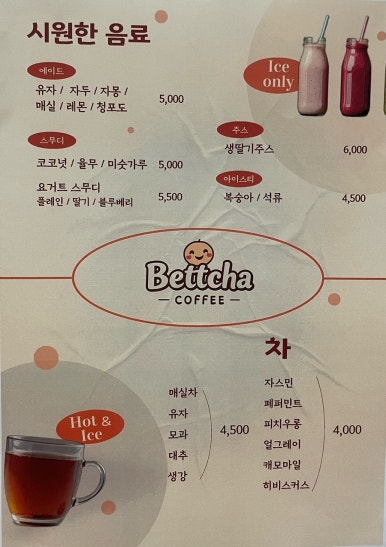 시원한 음료
Ice
only
에이드
유자 / 자두 / 자몽 /
매실 / 레몬 / 청포도
5,000
스무디
코코넛 / 율무 / 미숫가루 5,000
요거트 스무디
플레인 / 딸기 / 블루베리
5,500
주스
생딸기주스 6,000
아이스티
복숭아 / 석류 4,500
Bettcha
COFFEE
차
Hot &
Ice
매실차
유자
모과
대추
생강
4,500
자스민
페퍼민트
피치우롱
얼그레이
캐모마일
히비스커스
4,000